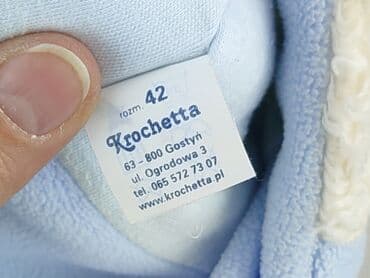 rozm. 42
Krochetta
63 - 800 Gostyń
ul. Ogrodowa 3
tel. 065 572 73 07
www.krochetta.pl